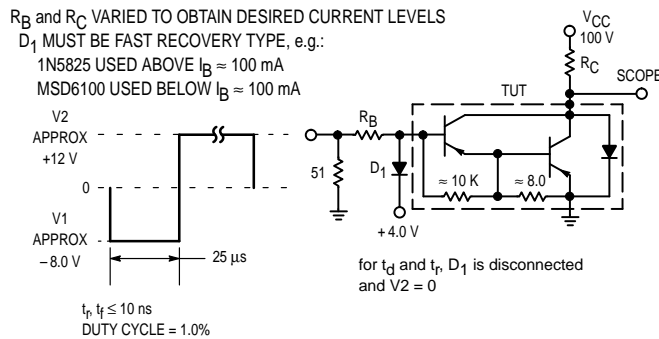 R_B and R_C VARIED TO OBTAIN DESIRED CURRENT LEVELS
D_1 MUST BE FAST RECOVERY TYPE, e.g.:
1N5825 USED ABOVE I_B ≈ 100 mA
MSD6100 USED BELOW I_B ≈ 100 mA
V_CC
100 V
R_C
SCOPE
TUT
V2
APPROX
+12 V
R_B
51
D_1
≈ 10 K
≈ 8.0
0
+ 4.0 V
V1
APPROX
– 8.0 V
25 μs
for t_d and t_r, D_1 is disconnected
and V2 = 0
t_r, t_f ≤ 10 ns
DUTY CYCLE = 1.0%